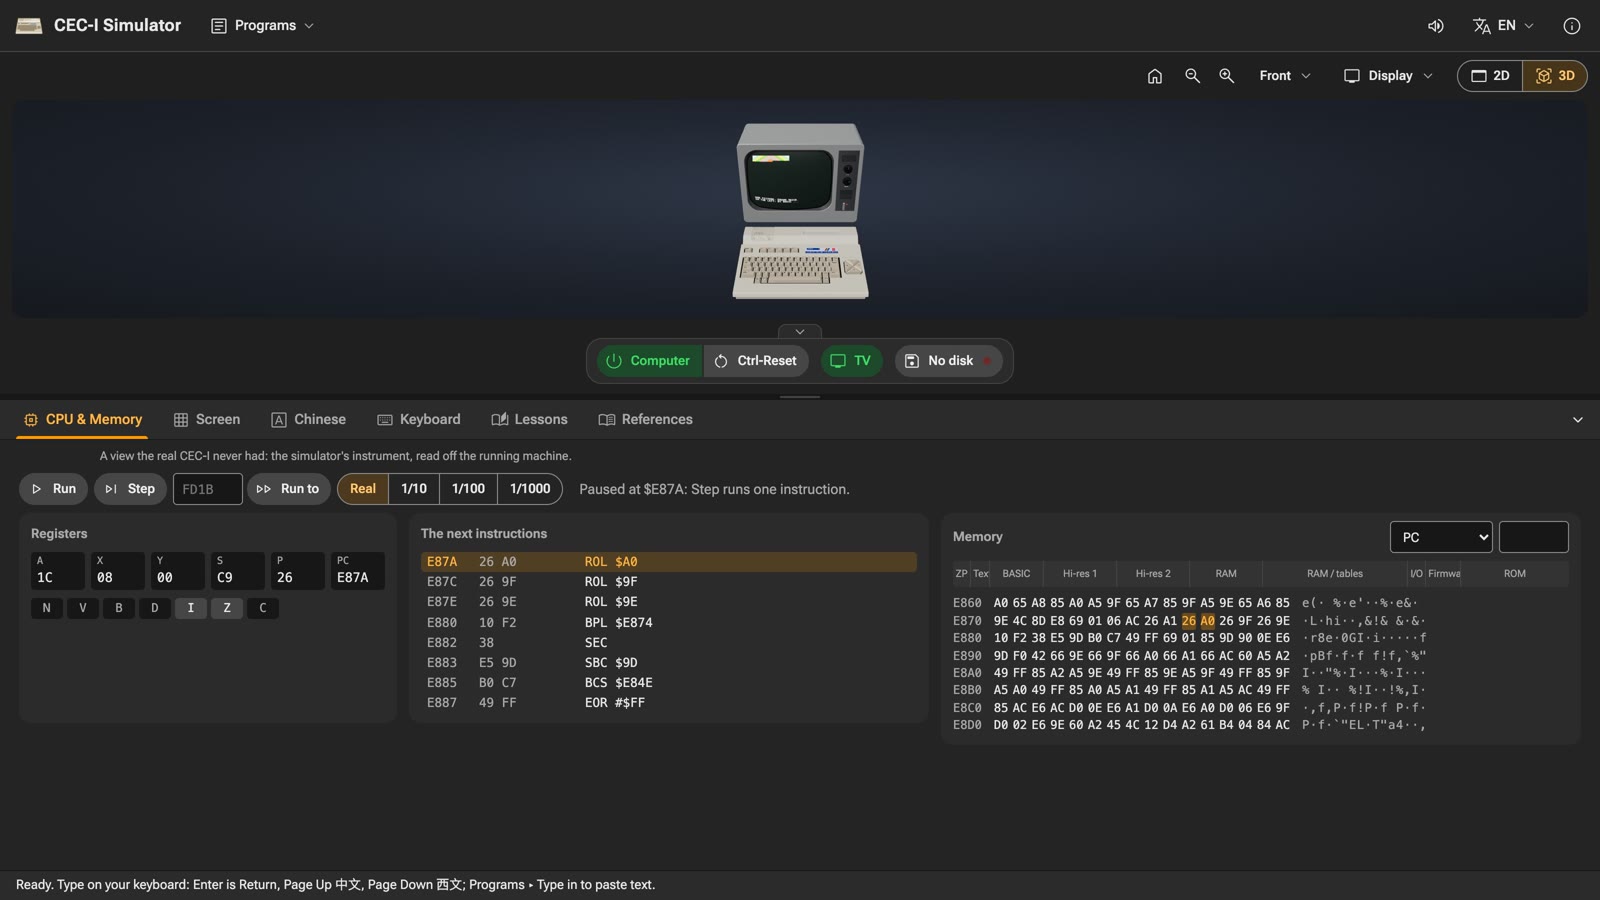 CEC-I Simulator
Programs
EN
Front
Display
2D
3D
Computer
Ctrl-Reset
TV
No disk
CPU & Memory
Screen
Chinese
Keyboard
Lessons
References
A view the real CEC-I never had: the simulator's instrument, read off the running machine.
Run
Step
FD1B
Run to
Real
1/10
1/100
1/1000
Paused at $E87A: Step runs one instruction.
Registers
A X Y S P PC
1C 08 00 C9 26 E87A
N V B D I Z C
The next instructions
E87A 26 A0 ROL $A0
E87C 26 9F ROL $9F
E87E 26 9E ROL $9E
E880 10 F2 BPL $E874
E882 38 SEC
E883 E5 9D SBC $9D
E885 B0 C7 BCS $E84E
E887 49 FF EOR #$FF
Memory
PC
ZP Tex BASIC Hi-res 1 Hi-res 2 RAM RAM / tables I/O Firmwa ROM
E860 A0 65 A8 85 A0 A5 9F 65 A7 85 9F A5 9E 65 A6 85 e(· %·e'··%·e&·
E870 9E 4C 8D E8 69 01 06 AC 26 A1 26 A0 26 9F 26 9E ·L·hi··,&!& &·&·
E880 10 F2 38 E5 9D B0 C7 49 FF 69 01 85 9D 90 0E E6 ·r8e·0GI·i·····f
E890 9D F0 42 66 9E 66 9F 66 A0 66 A1 66 AC 60 A5 A2 ·pBf·f·f f!f,`%"
E8A0 49 FF 85 A2 A5 9E 49 FF 85 9E A5 9F 49 FF 85 9F I··"%·I···%·I···
E8B0 A5 A0 49 FF 85 A0 A5 A1 49 FF 85 A1 A5 AC 49 FF % I·· %!I··!%,I·
E8C0 85 AC E6 AC D0 0E E6 A1 D0 0A E6 A0 D0 06 E6 9F ·,f,P·f!P·f P·f·
E8D0 D0 02 E6 9E 60 A2 45 4C 12 D4 A2 61 B4 04 84 AC P·f·`"EL·T"a4··,
Ready. Type on your keyboard: Enter is Return, Page Up 中文, Page Down 西文; Programs ▸ Type in to paste text.